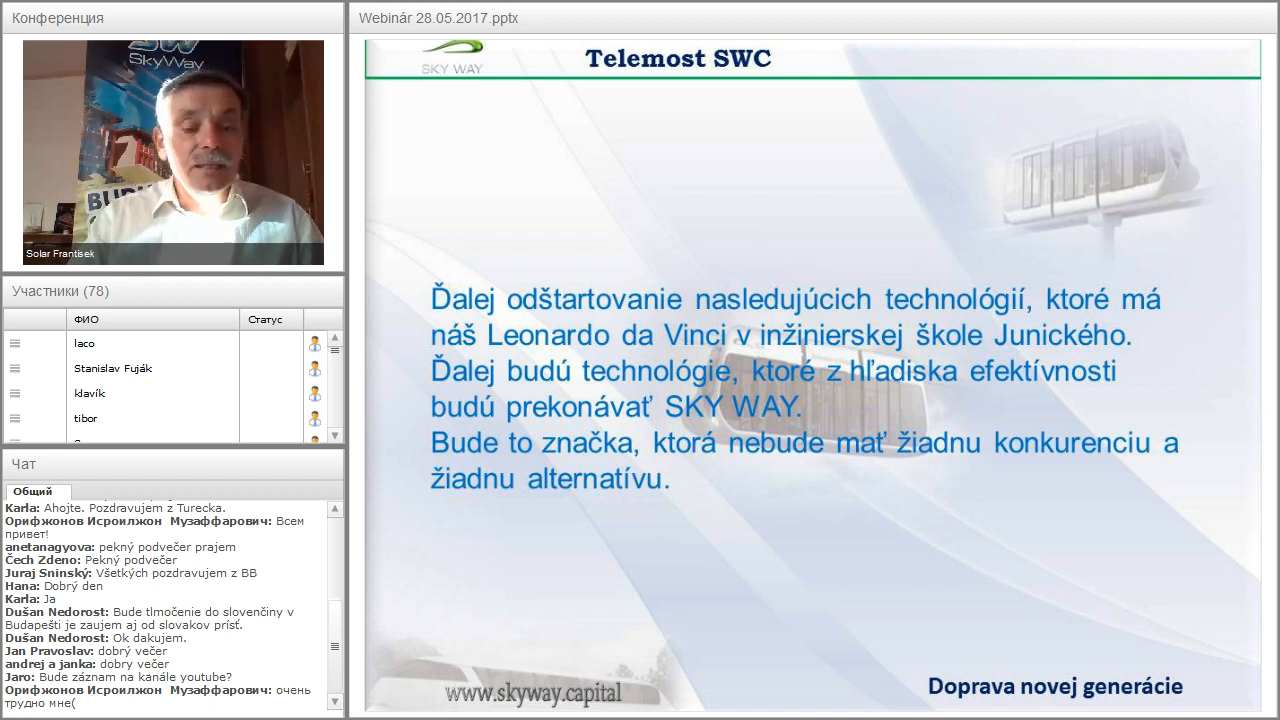 Конференция
SW
SkyWay
BUD
Solar Frantisek
Участники (78)
ФИО
Статус
laco
Stanislav Fuják
klavík
tibor
Чат
Общий
Karla: Ahojte. Pozdravujem z Turecka.
Орифжонов Исроилжон Музаффарович: Всем
привет!
anetanagyova: pekný podvečer prajem
Čech Zdeno: Pekný podvečer
Juraj Sninský: Všetkých pozdravujem z BB
Hana: Dobrý den
Karla: Ja
Dušan Nedorost: Bude tlmočenie do slovenčiny v
Budapešti je zaujem aj od slovakov prísť.
Dušan Nedorost: Ok dakujem.
Jan Pravoslav: dobrý večer
andrej a janka: dobry večer
Jaro: Bude záznam na kanále youtube?
Орифжонов Исроилжон Музаффарович: очень
трудно мне(
Webinár 28.05.2017.pptx
SKY WAY
Telemost SWC
Ďalej odštartovanie nasledujúcich technológií, ktoré má
náš Leonardo da Vinci v inžinierskej škole Junického.
Ďalej budú technológie, ktoré z hľadiska efektívnosti
budú prekonávať SKY WAY.
Bude to značka, ktorá nebude mať žiadnu konkurenciu a
žiadnu alternatívu.
www.skyway.capital
Doprava novej generácie